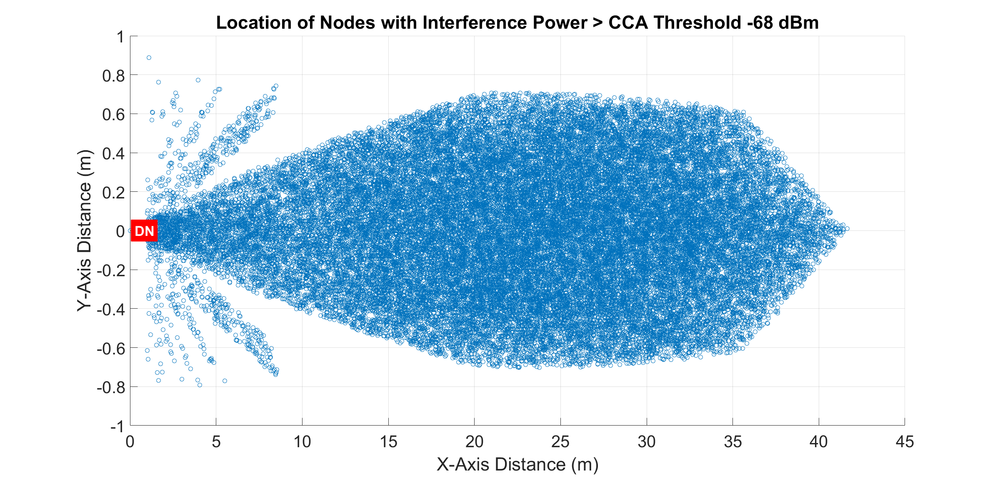 Location of Nodes with Interference Power > CCA Threshold -68 dBm
1
0.8
0.6
0.4
0.2
0
-0.2
-0.4
-0.6
-0.8
-1
Y-Axis Distance (m)
DN
0 5 10 15 20 25 30 35 40 45
X-Axis Distance (m)